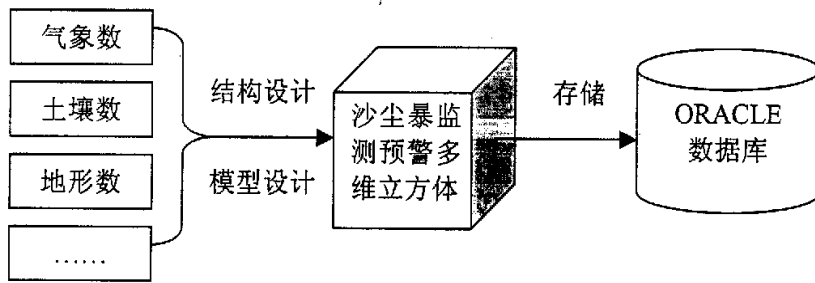 气象数
土壤数
地形数
……
结构设计
模型设计
沙尘暴监
测预警多
维立方体
存储
ORACLE
数据库